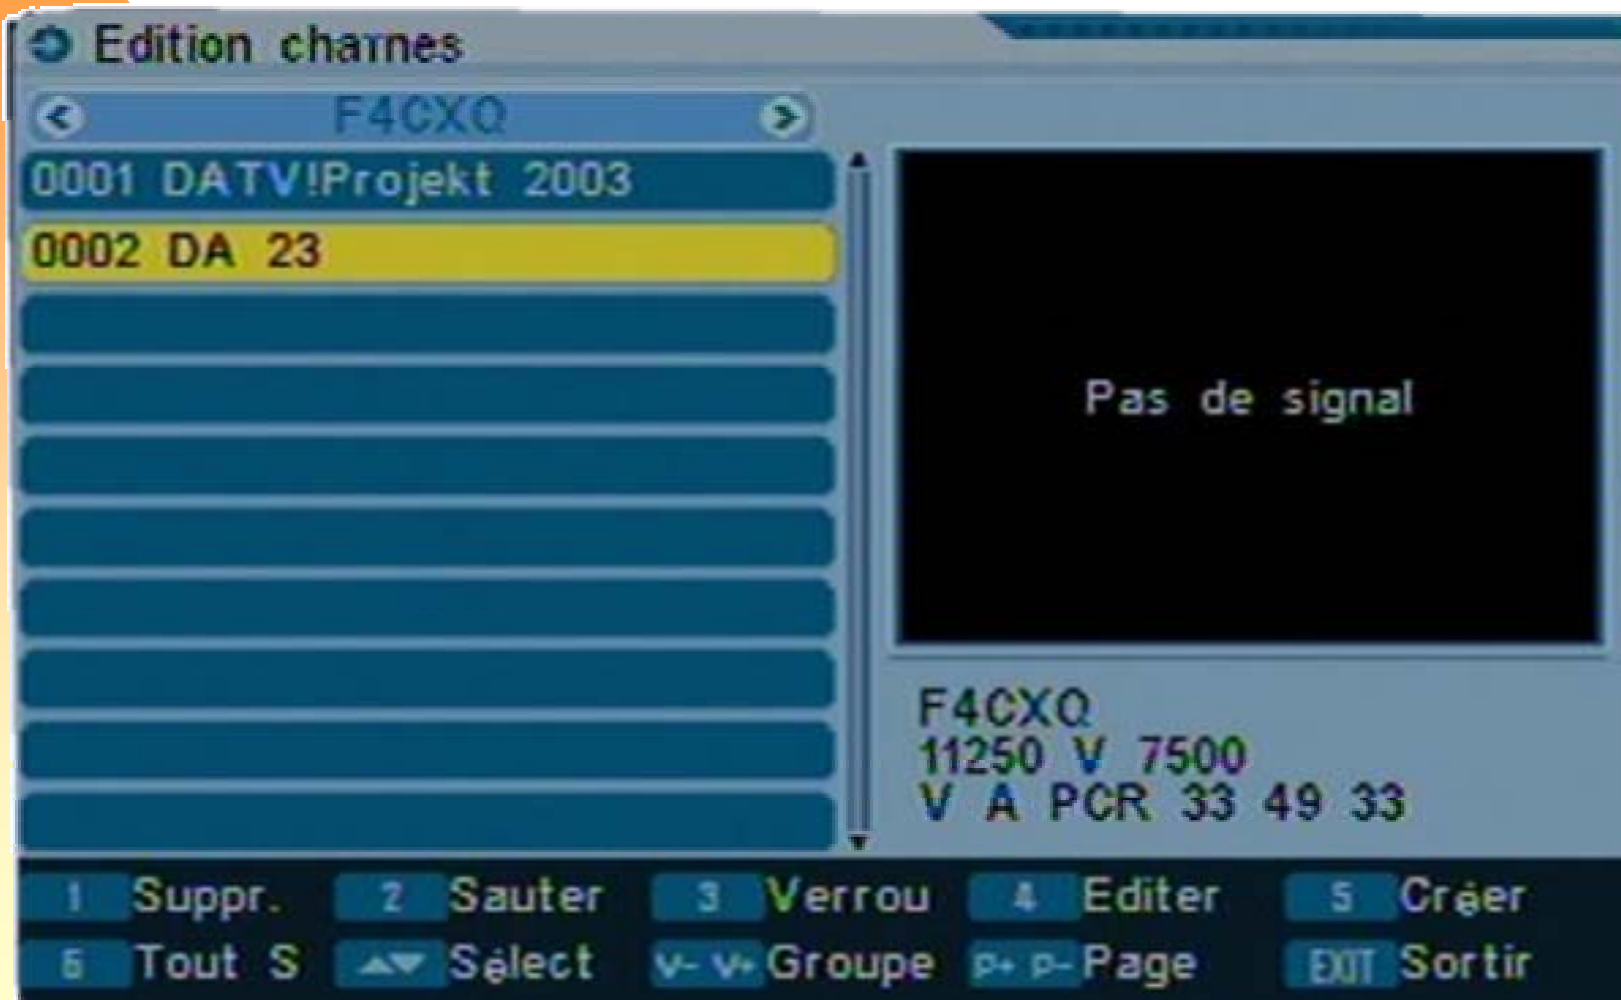 Edition chaînes
F4CXQ
0001 DATV!Projekt 2003
0002 DA 23
Pas de signal
F4CXQ
11250 V 7500
V A PCR 33 49 33
1 Suppr. 2 Sauter 3 Verrou 4 Editer 5 Créer
6 Tout S Sélect V- V+ Groupe P+ P- Page EXIT Sortir